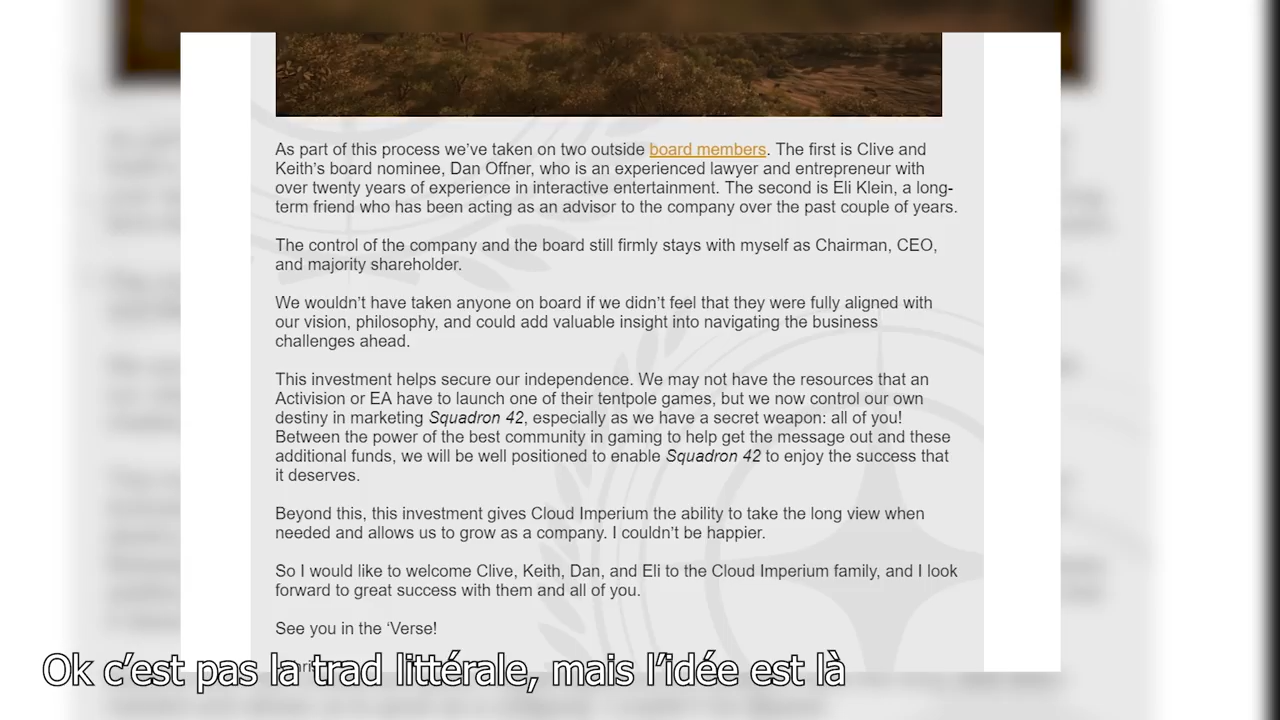 As part of this process we’ve taken on two outside board members. The first is Clive and
Keith’s board nominee, Dan Offner, who is an experienced lawyer and entrepreneur with
over twenty years of experience in interactive entertainment. The second is Eli Klein, a long-
term friend who has been acting as an advisor to the company over the past couple of years.
The control of the company and the board still firmly stays with myself as Chairman, CEO,
and majority shareholder.
We wouldn’t have taken anyone on board if we didn’t feel that they were fully aligned with
our vision, philosophy, and could add valuable insight into navigating the business
challenges ahead.
This investment helps secure our independence. We may not have the resources that an
Activision or EA have to launch one of their tentpole games, but we now control our own
destiny in marketing Squadron 42, especially as we have a secret weapon: all of you!
Between the power of the best community in gaming to help get the message out and these
additional funds, we will be well positioned to enable Squadron 42 to enjoy the success that
it deserves.
Beyond this, this investment gives Cloud Imperium the ability to take the long view when
needed and allows us to grow as a company. I couldn’t be happier.
So I would like to welcome Clive, Keith, Dan, and Eli to the Cloud Imperium family, and I look
forward to great success with them and all of you.
See you in the ‘Verse!
Ok c’est pas la trad littérale, mais l’idée est là